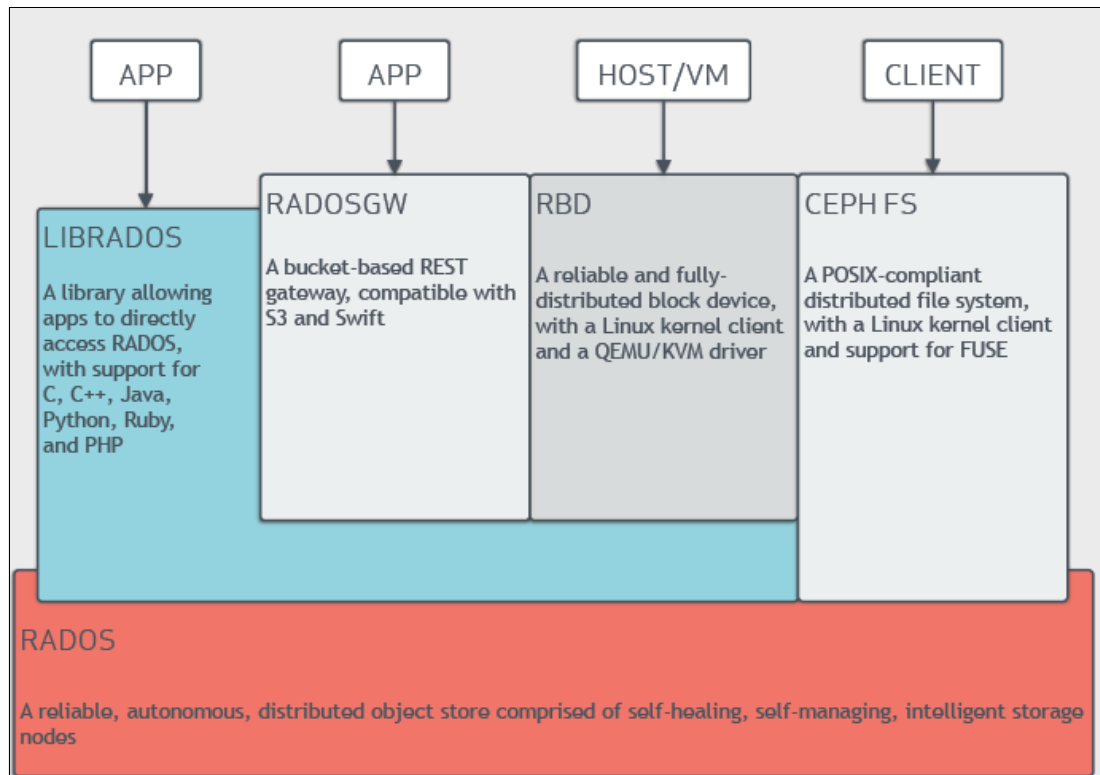 APP
APP
HOST/VM
CLIENT
LIBRADOS
A library allowing
apps to directly
access RADOS,
with support for
C, C++, Java,
Python, Ruby,
and PHP
RADOSGW
A bucket-based REST
gateway, compatible with
S3 and Swift
RBD
A reliable and fully-
distributed block device,
with a Linux kernel client
and a QEMU/KVM driver
CEPH FS
A POSIX-compliant
distributed file system,
with a Linux kernel client
and support for FUSE
RADOS
A reliable, autonomous, distributed object store comprised of self-healing, self-managing, intelligent storage
nodes